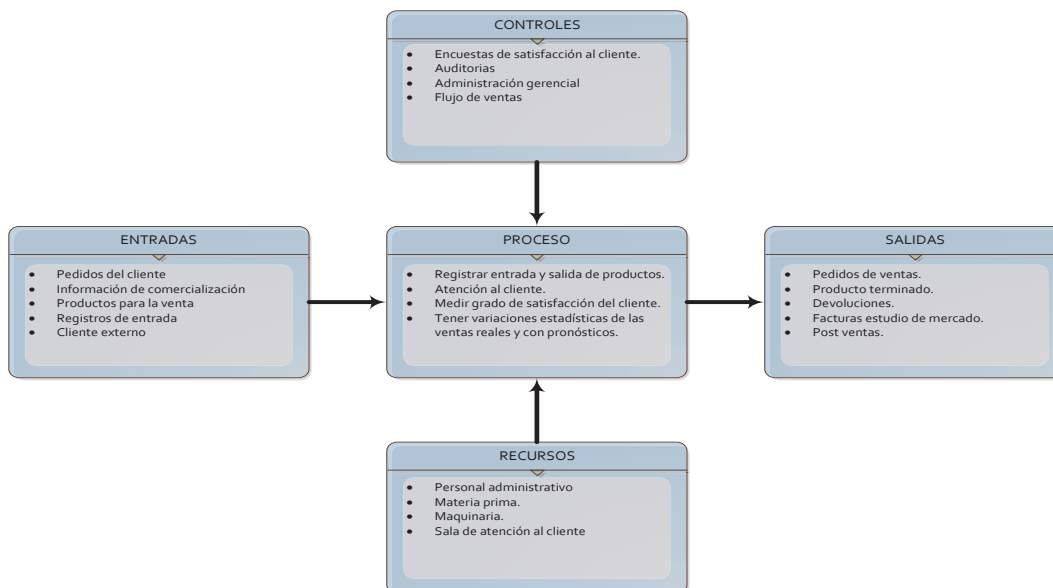 CONTROLES
• Encuestas de satisfacción al cliente.
• Auditorias
• Administración gerencial
• Flujo de ventas
ENTRADAS
• Pedidos del cliente
• Información de comercialización
• Productos para la venta
• Registros de entrada
• Cliente externo
PROCESO
• Registrar entrada y salida de productos.
• Atención al cliente.
• Medir grado de satisfacción del cliente.
• Tener variaciones estadísticas de las
ventas reales y con pronósticos.
SALIDAS
• Pedidos de ventas.
• Producto terminado.
• Devoluciones.
• Facturas estudio de mercado.
• Post ventas.
RECURSOS
• Personal administrativo
• Materia prima.
• Maquinaria.
• Sala de atención al cliente